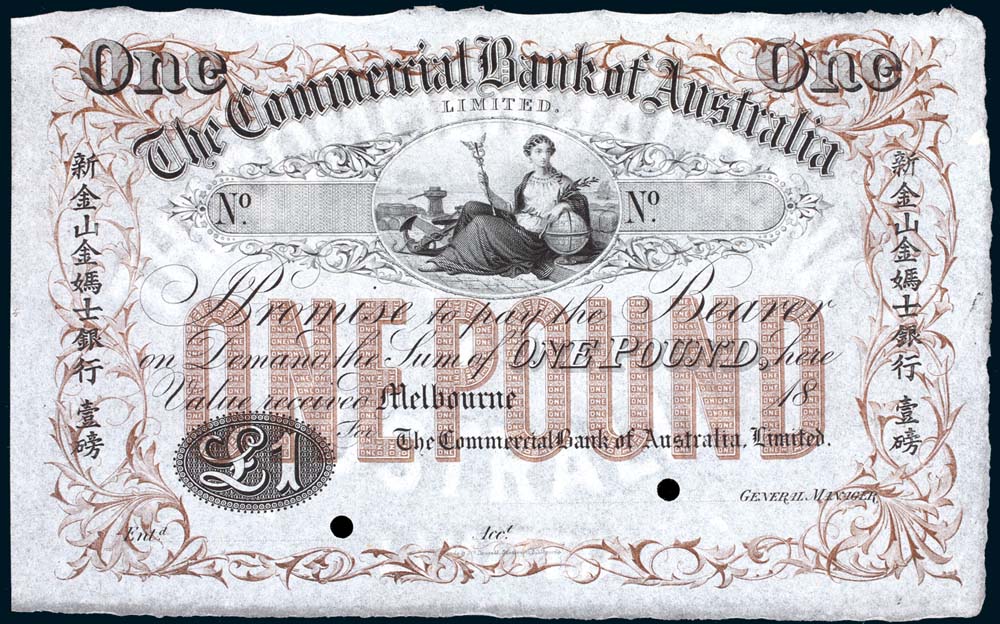 One
One
The Commercial Bank of Australia
LIMITED.
新金山金媽士銀行 壹磅
新金山金媽士銀行 壹磅
No.
No.
ONE POUND
I Promise to pay the Bearer
on Demand the Sum of ONE POUND, here
Value received Melbourne 18
For The Commercial Bank of Australia, Limited.
£1
GENERAL MANAGER
Entd
Acct